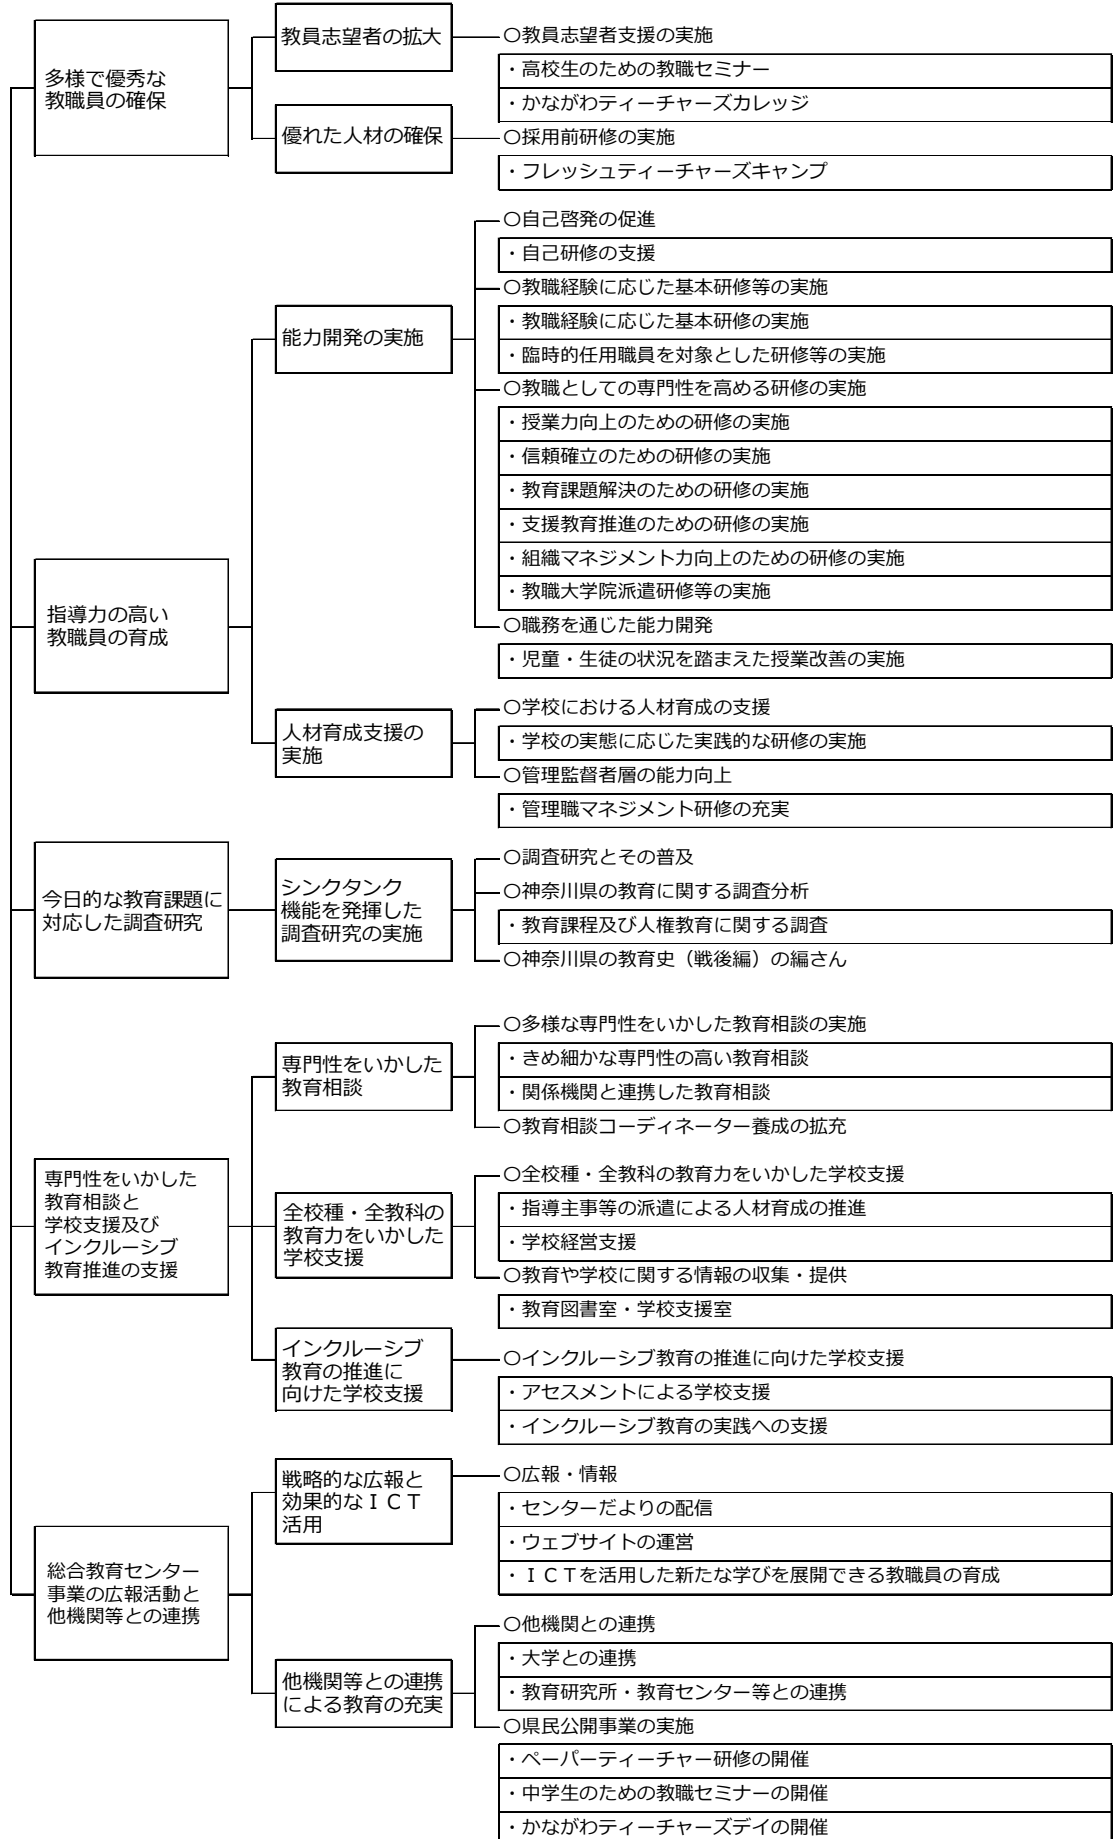 多様で優秀な
教職員の確保
教員志望者の拡大
〇教員志望者支援の実施
・高校生のための教職セミナー
・かながわティーチャーズカレッジ
優れた人材の確保
〇採用前研修の実施
・フレッシュティーチャーズキャンプ
指導力の高い
教職員の育成
能力開発の実施
〇自己啓発の促進
・自己研修の支援
〇教職経験に応じた基本研修等の実施
・教職経験に応じた基本研修の実施
・臨時的任用職員を対象とした研修等の実施
〇教職としての専門性を高める研修の実施
・授業力向上のための研修の実施
・信頼確立のための研修の実施
・教育課題解決のための研修の実施
・支援教育推進のための研修の実施
・組織マネジメント力向上のための研修の実施
・教職大学院派遣研修等の実施
〇職務を通じた能力開発
・児童・生徒の状況を踏まえた授業改善の実施
人材育成支援の
実施
〇学校における人材育成の支援
・学校の実態に応じた実践的な研修の実施
〇管理監督者層の能力向上
・管理職マネジメント研修の充実
今日的な教育課題に
対応した調査研究
シンクタンク
機能を発揮した
調査研究の実施
〇調査研究とその普及
〇神奈川県の教育に関する調査分析
・教育課程及び人権教育に関する調査
〇神奈川県の教育史（戦後編）の編さん
専門性をいかした
教育相談と
学校支援及び
インクルーシブ
教育推進の支援
専門性をいかした
教育相談
〇多様な専門性をいかした教育相談の実施
・きめ細かな専門性の高い教育相談
・関係機関と連携した教育相談
〇教育相談コーディネーター養成の拡充
全校種・全教科の
教育力をいかした
学校支援
〇全校種・全教科の教育力をいかした学校支援
・指導主事等の派遣による人材育成の推進
・学校経営支援
〇教育や学校に関する情報の収集・提供
・教育図書室・学校支援室
インクルーシブ
教育の推進に
向けた学校支援
〇インクルーシブ教育の推進に向けた学校支援
・アセスメントによる学校支援
・インクルーシブ教育の実践への支援
総合教育センター
事業の広報活動と
他機関等との連携
戦略的な広報と
効果的なＩＣＴ
活用
〇広報・情報
・センターだよりの配信
・ウェブサイトの運営
・ＩＣＴを活用した新たな学びを展開できる教職員の育成
他機関等との連携
による教育の充実
〇他機関との連携
・大学との連携
・教育研究所・教育センター等との連携
〇県民公開事業の実施
・ペーパーティーチャー研修の開催
・中学生のための教職セミナーの開催
・かながわティーチャーズデイの開催